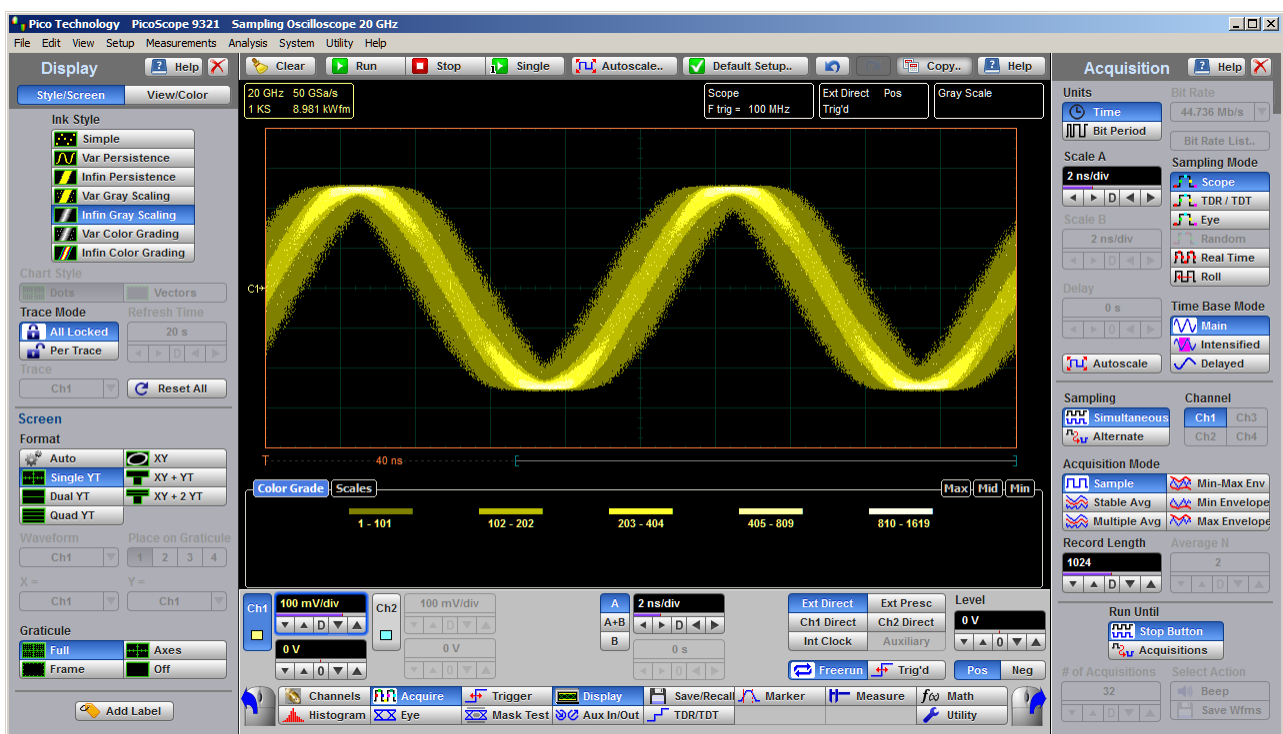 Pico Technology PicoScope 9321 Sampling Oscilloscope 20 GHz
File Edit View Setup Measurements Analysis System Utility Help
Display Help
Style/Screen View/Color
Ink Style
Simple
Var Persistence
Infin Persistence
Var Gray Scaling
Infin Gray Scaling
Var Color Grading
Infin Color Grading
Chart Style
Dots Vectors
Trace Mode Refresh Time
All Locked 20 s
Per Trace D
Trace
Ch1 Reset All
Screen
Format
Auto XY
Single YT XY + YT
Dual YT XY + 2 YT
Quad YT
Waveform Place on Graticule
Ch1 1 2 3 4
X = Y =
Ch1 Ch1
Graticule
Full Axes
Frame Off
Add Label
Clear Run Stop Single Autoscale.. Default Setup.. Copy.. Help
20 GHz 50 GSa/s
1 KS 8.981 kWfm
Scope
F trig = 100 MHz
Ext Direct Pos
Trig'd
Gray Scale
C1
T 40 ns
Color Grade Scales Max Mid Min
1 - 101 102 - 202 203 - 404 405 - 809 810 - 1619
Ch1 100 mV/div
D
0 V
0
Ch2 100 mV/div
D
0 V
0
A 2 ns/div
A+B D
B 0 s
0
Ext Direct Ext Presc Level
Ch1 Direct Ch2 Direct 0 V
Int Clock Auxiliary 0
Freerun Trig'd Pos Neg
Channels Acquire Trigger Display Save/Recall Marker Measure f(x) Math
Histogram Eye Mask Test Aux In/Out TDR/TDT Utility
Acquisition Help
Units Bit Rate
Time 44.736 Mb/s
Bit Period Bit Rate List..
Scale A Sampling Mode
2 ns/div Scope
D TDR / TDT
Scale B Eye
2 ns/div Random
D Real Time
Roll
Delay Time Base Mode
0 s Main
0 Intensified
Autoscale Delayed
Sampling Channel
Simultaneous Ch1 Ch3
Alternate Ch2 Ch4
Acquisition Mode
Sample Min-Max Env
Stable Avg Min Envelope
Multiple Avg Max Envelope
Record Length Average N
1024 2
D D
Run Until
Stop Button
Acquisitions
# of Acquisitions Select Action
32 Beep
D Save Wfms